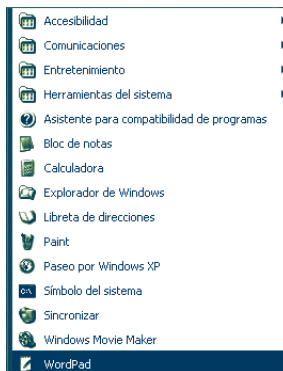 Accesibilidad
Comunicaciones
Entretenimiento
Herramientas del sistema
Asistente para compatibilidad de programas
Bloc de notas
Calculadora
Explorador de Windows
Libreta de direcciones
Paint
Paseo por Windows XP
Símbolo del sistema
Sincronizar
Windows Movie Maker
WordPad